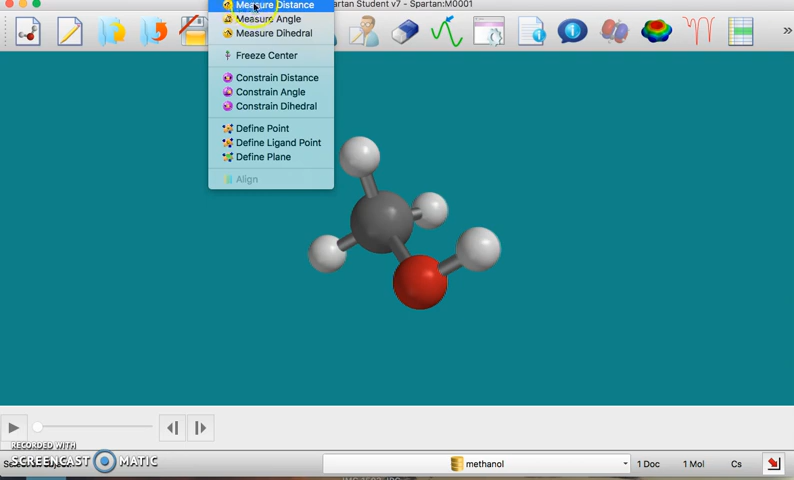 Measure Distance
rtan Student v7 - Spartan:M0001
Measure Angle
Measure Dihedral
Freeze Center
Constrain Distance
Constrain Angle
Constrain Dihedral
Define Point
Define Ligand Point
Define Plane
Align
RECORDED WITH
SCREENCAST MATIC
methanol
1 Doc
1 Mol
Cs